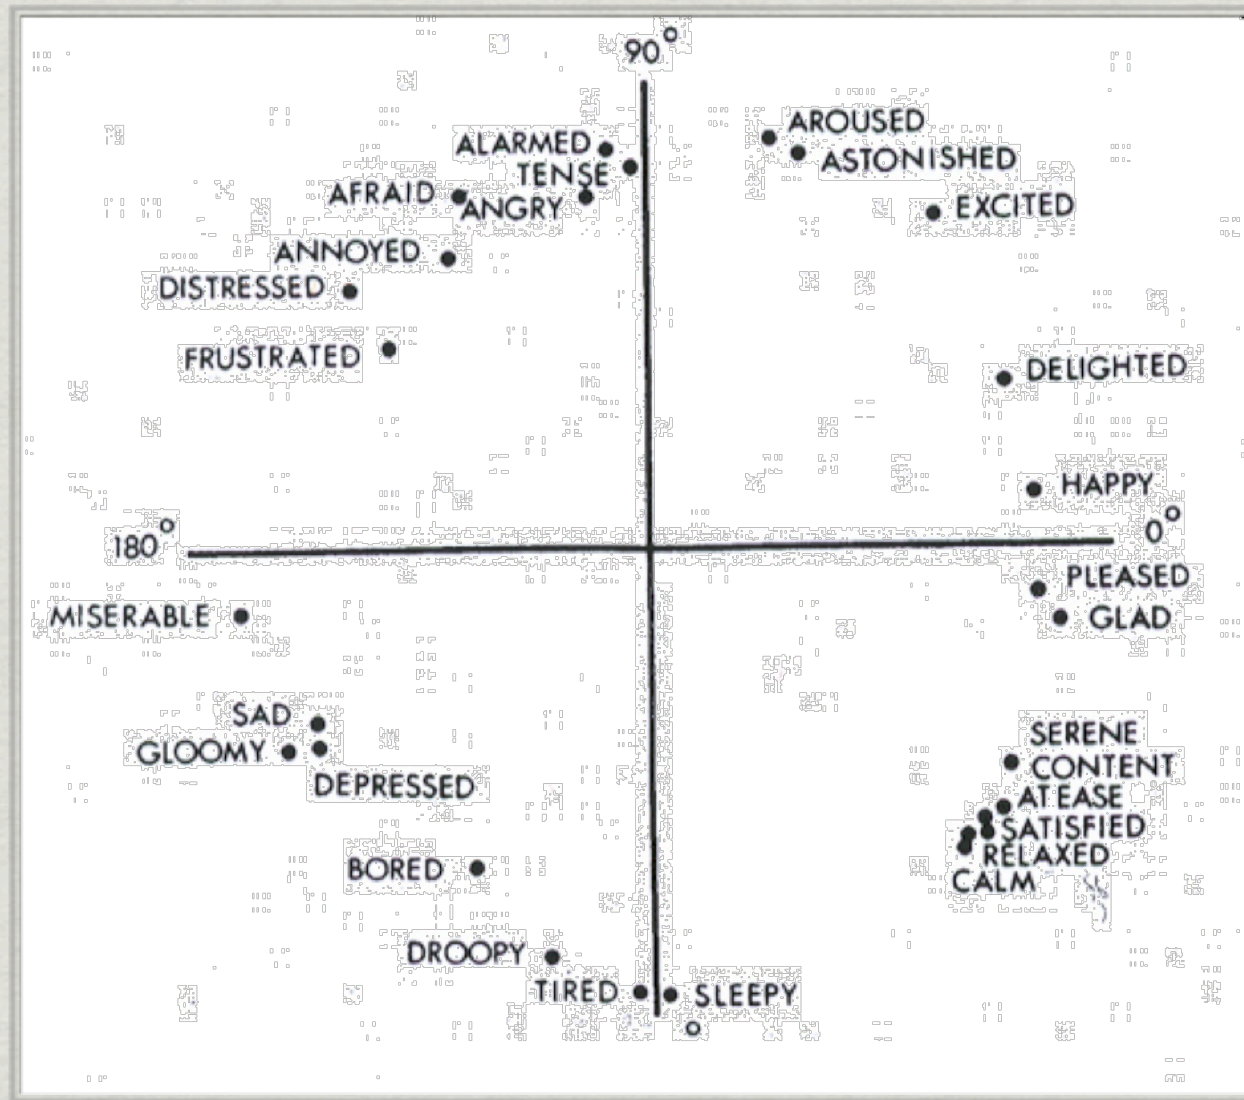 90°
AROUSED
ALARMED
ASTONISHED
TENSE
AFRAID
ANGRY
EXCITED
ANNOYED
DISTRESSED
FRUSTRATED
DELIGHTED
HAPPY
180°
0°
PLEASED
MISERABLE
GLAD
SAD
SERENE
GLOOMY
CONTENT
DEPRESSED
AT EASE
SATISFIED
RELAXED
BORED
CALM
DROOPY
TIRED
SLEEPY
°